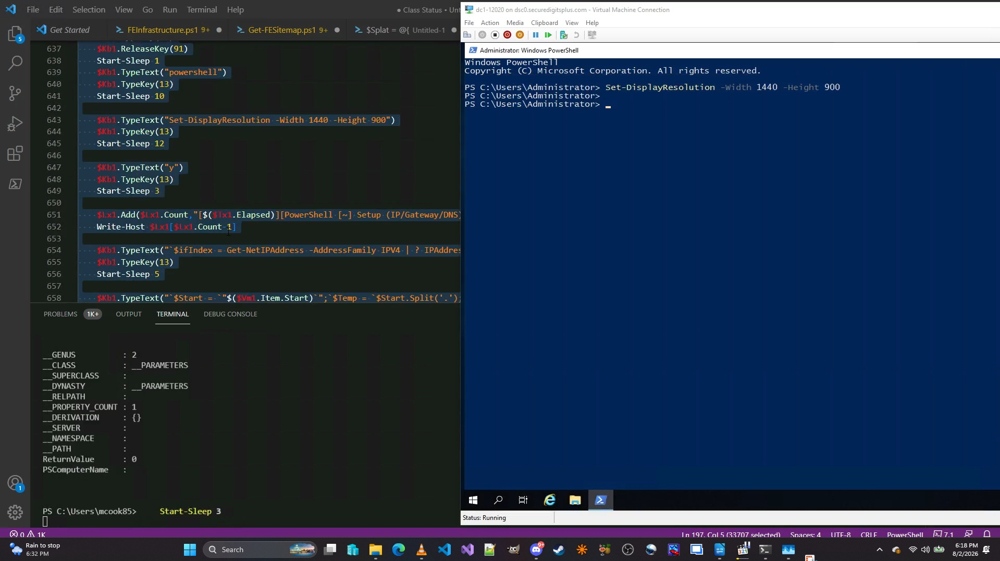 File Edit Selection View Go Run Terminal Help
● Class Status • Unt
Get Started
FEInfrastructure.ps1 9+
Get-FESitemap.ps1 9+
$Splat = @{ Untitled-1
637 $Kb1.ReleaseKey(91)
638 Start-Sleep 1
639 $Kb1.TypeText("powershell")
640 $Kb1.TypeKey(13)
641 Start-Sleep 10
642
643 $Kb1.TypeText("Set-DisplayResolution -Width 1440 -Height 900")
644 $Kb1.TypeKey(13)
645 Start-Sleep 12
646
647 $Kb1.TypeText("y")
648 $Kb1.TypeKey(13)
649 Start-Sleep 3
650
651 $Lx1.Add($Lx1.Count,"[$($Tx1.Elapsed)][PowerShell [~] Setup (IP/Gateway/DNS)
652 Write-Host $Lx1[$Lx1.Count-1]
653
654 $Kb1.TypeText("`$ifIndex = Get-NetIPAddress -AddressFamily IPV4 | ? IPAddres
655 $Kb1.TypeKey(13)
656 Start-Sleep 5
657
658 $Kb1.TypeText("`$Start = `"$($Vm1.Item.Start)`";`$Temp = `$Start.Split('.');
PROBLEMS 1K+ OUTPUT TERMINAL DEBUG CONSOLE
__GENUS : 2
__CLASS : __PARAMETERS
__SUPERCLASS :
__DYNASTY : __PARAMETERS
__RELPATH :
__PROPERTY_COUNT : 1
__DERIVATION : {}
__SERVER :
__NAMESPACE :
__PATH :
ReturnValue : 0
PSComputerName :
PS C:\Users\mcook85> Start-Sleep 3
5
1
0 1K
Ln 197, Col 5 (33707 selected) Spaces: 4 UTF-8 CRLF PowerShell 7.1
dc1-12020 on dsc0.securedigitsplus.com - Virtual Machine Connection
File Action Media Clipboard View Help
Administrator: Windows PowerShell
Windows PowerShell
Copyright (C) Microsoft Corporation. All rights reserved.
PS C:\Users\Administrator> Set-DisplayResolution -Width 1440 -Height 900
PS C:\Users\Administrator>
PS C:\Users\Administrator> _
Status: Running
Rain to stop
6:32 PM
Search
9+
321
6:18 PM
8/2/2026